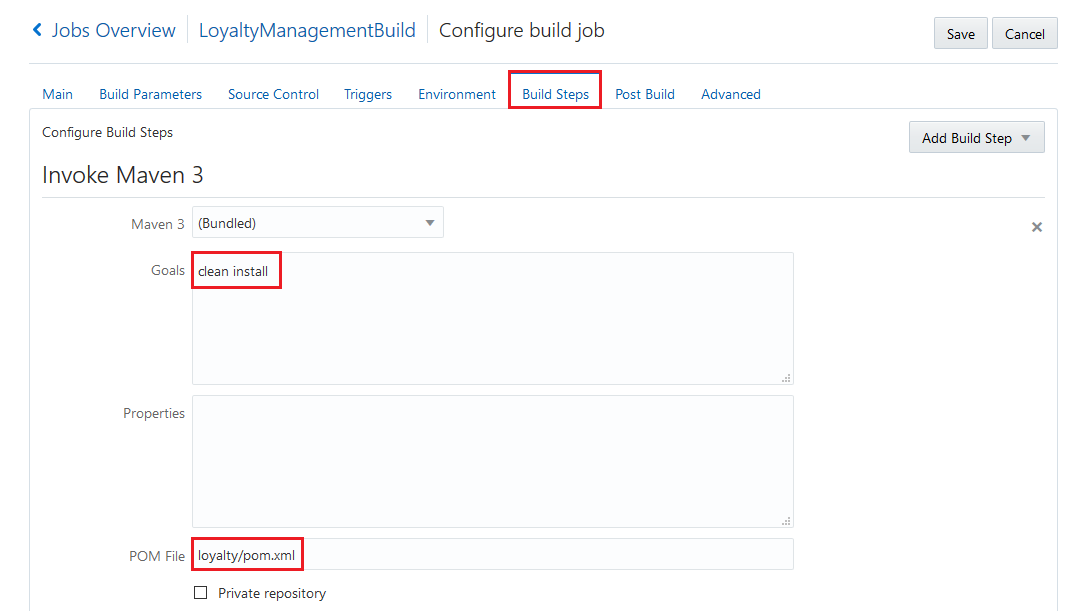 Jobs Overview LoyaltyManagementBuild Configure build job Save Cancel
Main Build Parameters Source Control Triggers Environment Build Steps Post Build Advanced
Configure Build Steps
Add Build Step
Invoke Maven 3
Maven 3 (Bundled)
Goals clean install
Properties
POM File loyalty/pom.xml
Private repository